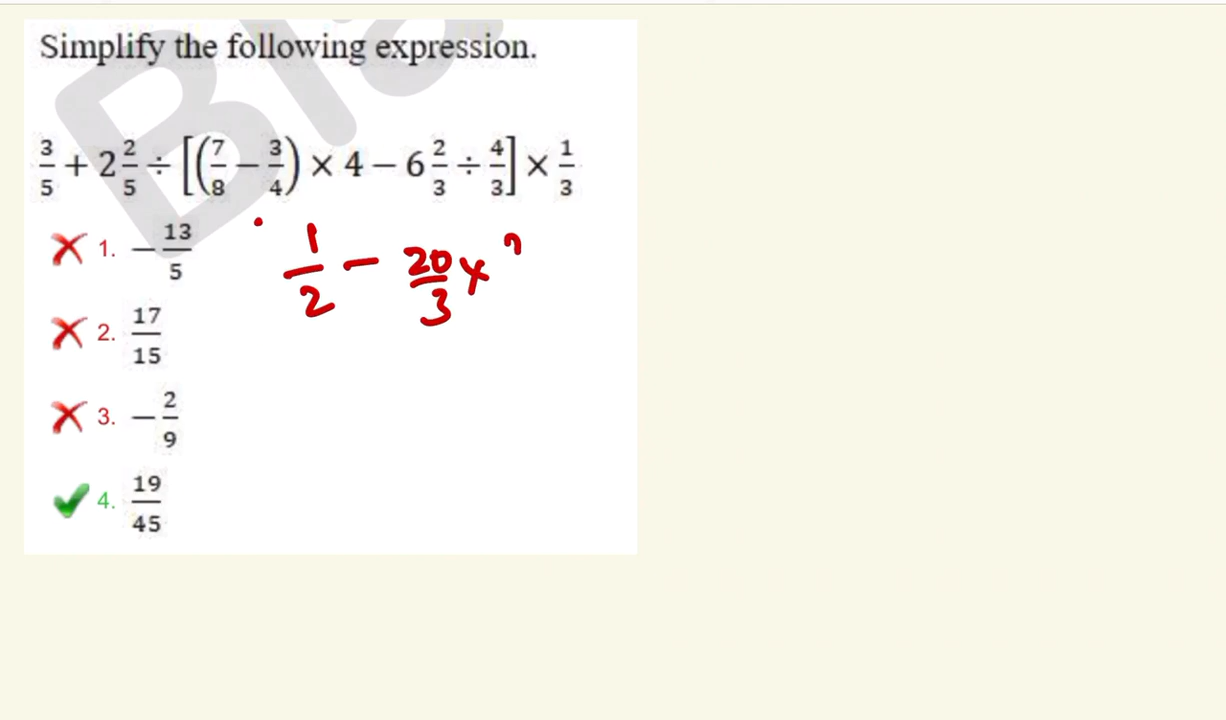 Simplify the following expression.
3/5 + 2 2/5 ÷ [(7/8 − 3/4) × 4 − 6 2/3 ÷ 4/3] × 1/3
1. −13/5
1/2 − 20/3 ×
2. 17/15
3. −2/9
4. 19/45